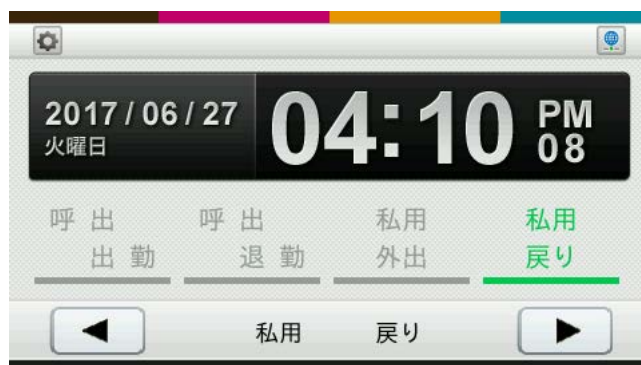 2017 / 06 / 27
火曜日
04:10 PM
08
呼 出 呼 出 私用 私用
出 勤 退 勤 外出 戻り
私用 戻り